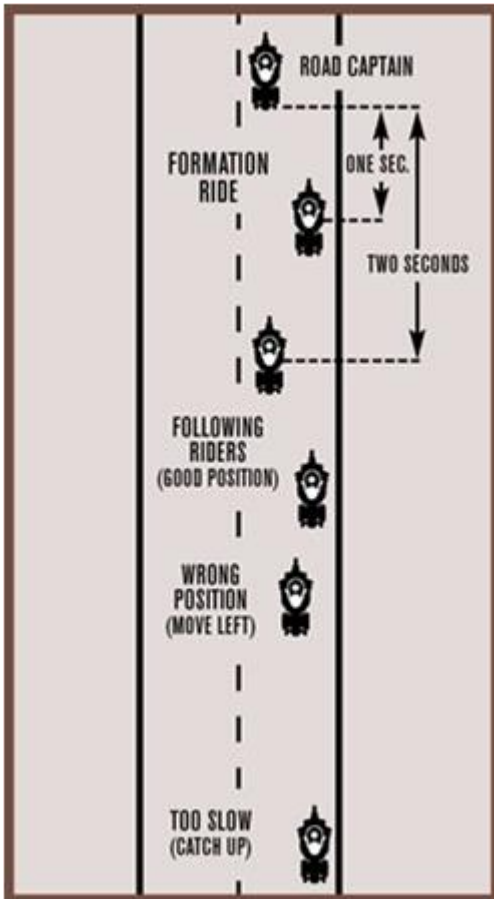 ROAD CAPTAIN
FORMATION
RIDE
ONE SEC.
TWO SECONDS
FOLLOWING
RIDERS
(GOOD POSITION)
WRONG
POSITION
(MOVE LEFT)
TOO SLOW
(CATCH UP)